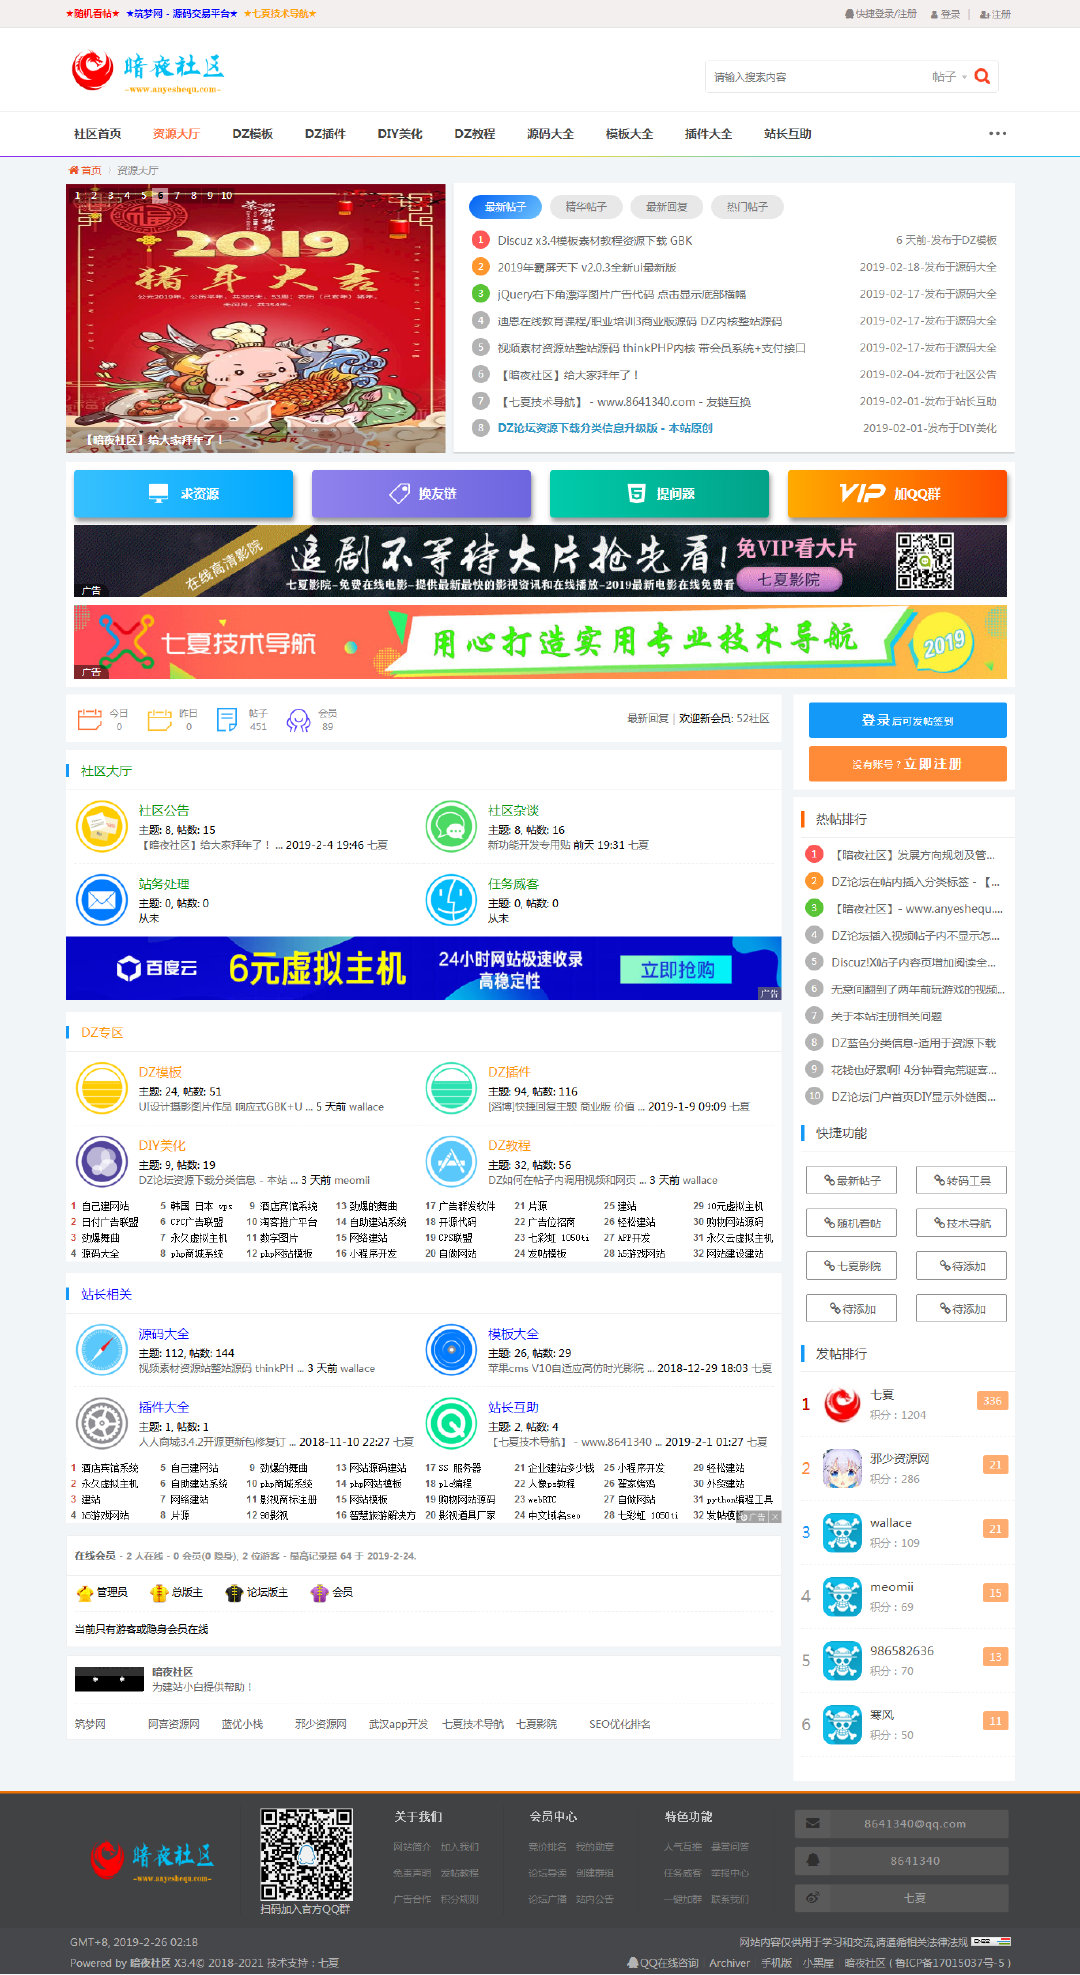 ★随机看帖★ ★筑梦网 - 源码交易平台★ ★七夏技术导航★
快捷登录/注册 登录 | 注册
暗夜社区
~www.anyeshequ.com~
请输入搜索内容 帖子
社区首页 资源大厅 DZ模板 DZ插件 DIY美化 DZ教程 源码大全 模板大全 插件大全 站长互助
首页 资源大厅
1 2 3 4 5 6 7 8 9 10
恭贺新春
2019
猪年大吉
【暗夜社区】给大家拜年了！
最新帖子 精华帖子 最新回复 热门帖子
1 Discuz x3.4模板素材教程资源下载 GBK 6 天前-发布于DZ模板
2 2019年霸屏天下 v2.0.3全新ui最新版 2019-02-18-发布于源码大全
3 jQuery右下角漂浮图片广告代码 点击显示底部横幅 2019-02-17-发布于源码大全
4 迪恩在线教育课程/职业培训3商业版源码 DZ内核整站源码 2019-02-17-发布于源码大全
5 视频素材资源站整站源码 thinkPHP内核 带会员系统+支付接口 2019-02-17-发布于源码大全
6 【暗夜社区】给大家拜年了！ 2019-02-04-发布于社区公告
7 【七夏技术导航】 - www.8641340.com - 友链互换 2019-02-01-发布于站长互助
8 DZ论坛资源下载分类信息升级版 - 本站原创 2019-02-01-发布于DIY美化
求资源 换友链 提问题 VIP 加QQ群
在线高清影院 追剧不等待大片抢先看! 免VIP看大片
七夏影院-免费在线电影-提供最新最快的影视资讯和在线播放-2019最新电影在线免费看 七夏影院
广告
七夏技术导航 用心打造实用专业技术导航 2019
广告
今日 0 昨日 0 帖子 451 会员 89
最新回复 | 欢迎新会员: 52社区
登录后可发帖签到
没有账号？立即注册
社区大厅
社区公告
主题: 8, 帖数: 15
【暗夜社区】给大家拜年了！ ... 2019-2-4 19:46 七夏
社区杂谈
主题: 8, 帖数: 16
新功能开发专用贴 前天 19:31 七夏
站务处理
主题: 0, 帖数: 0
从未
任务威客
主题: 0, 帖数: 0
从未
百度云 6元虚拟主机 24小时网站极速收录 高稳定性 立即抢购
广告
DZ专区
DZ模板
主题: 24, 帖数: 51
UI设计摄影图片作品 响应式GBK+U ... 5 天前 wallace
DZ插件
主题: 94, 帖数: 116
[洛博]快捷回复主题 商业版 价值 ... 2019-1-9 09:09 七夏
DIY美化
主题: 9, 帖数: 19
DZ论坛资源下载分类信息 - 本站 ... 3 天前 meomii
DZ教程
主题: 32, 帖数: 56
DZ如何在帖子内调用视频和网页 ... 3 天前 wallace
1 自己建网站 5 韩国 日本 vps 9 酒店宾馆系统 13 劲爆的舞曲 17 广告群发软件 21 片源 25 建站 29 10元虚拟主机
2 日付广告联盟 6 CPC广告联盟 10 淘客推广平台 14 自助建站系统 18 开源代码 22 广告位招商 26 轻松建站 30 购物网站源码
3 劲爆舞曲 7 永久虚拟主机 11 数字图片 15 网络建站 19 CPS联盟 23 七彩虹 1050ti 27 APP开发 31 永久云虚拟主机
4 源码大全 8 php商城系统 12 php网站模板 16 小程序开发 20 自做网站 24 发帖模板 28 h5游戏网站 32 网站建设建站
站长相关
源码大全
主题: 112, 帖数: 144
视频素材资源站整站源码 thinkPH ... 3 天前 wallace
模板大全
主题: 26, 帖数: 29
苹果cms V10自适应高仿时光影院 ... 2018-12-29 18:03 七夏
插件大全
主题: 1, 帖数: 1
人人商城3.4.2开源更新包修复订 ... 2018-11-10 22:27 七夏
站长互助
主题: 2, 帖数: 4
【七夏技术导航】 - www.8641340 ... 2019-2-1 01:27 七夏
1 酒店宾馆系统 5 自己建网站 9 劲爆的舞曲 13 网站源码建站 17 SS 服务器 21 企业建站多少钱 25 小程序开发 29 轻松建站
2 永久虚拟主机 6 自助建站系统 10 php商城系统 14 php网站模板 18 plc编程 22 人像ps教程 26 翟家烤鸡 30 外贸建站
3 建站 7 网络建站 11 影视商标注册 15 网站模板 19 购物网站源码 23 webRTC 27 自做网站 31 python编程工具
4 h5游戏网站 8 片源 12 98影视 16 智慧旅游解决方 20 影视道具厂家 24 中文域名seo 28 七彩虹 1050ti 32 发帖模 广告
在线会员 - 2 人在线 - 0 会员(0 隐身), 2 位游客 - 最高记录是 64 于 2019-2-24.
管理员 总版主 论坛版主 会员
当前只有游客或隐身会员在线
暗夜社区
为建站小白提供帮助！
筑梦网 阿喜资源网 蓝优小栈 邪少资源网 武汉app开发 七夏技术导航 七夏影院 SEO优化排名
热帖排行
1 【暗夜社区】发展方向规划及管...
2 DZ论坛在帖内插入分类标签 - 【...
3 【暗夜社区】- www.anyeshequ....
4 DZ论坛插入视频帖子内不显示怎...
5 Discuz!X帖子内容页增加阅读全...
6 无意间翻到了两年前玩游戏的视频...
7 关于本站注册相关问题
8 DZ蓝色分类信息-适用于资源下载
9 花钱也好累啊! 4分钟看完荒诞喜...
10 DZ论坛门户首页DIY显示外链图...
快捷功能
最新帖子 转码工具
随机看帖 技术导航
七夏影院 待添加
待添加 待添加
发帖排行
1 七夏 积分：1204 336
2 邪少资源网 积分：286 21
3 wallace 积分：109 21
4 meomii 积分：69 15
5 986582636 积分：70 13
6 寒风 积分：50 11
暗夜社区
~www.anyeshequ.com~
扫码加入官方QQ群
关于我们
网站简介 加入我们
免责声明 发帖教程
广告合作 积分规则
会员中心
竞价排名 我的勋章
论坛导读 创建群组
论坛广播 站内公告
特色功能
人气互推 悬赏问答
任务威客 举报中心
一键加群 联系我们
8641340@qq.com
8641340
七夏
GMT+8, 2019-2-26 02:18
Powered by 暗夜社区 X3.4© 2018-2021 技术支持：七夏
网站内容仅供用于学习和交流,请遵循相关法律法规
QQ在线咨询 Archiver 手机版 小黑屋 暗夜社区 ( 鲁ICP备17015037号-5 )